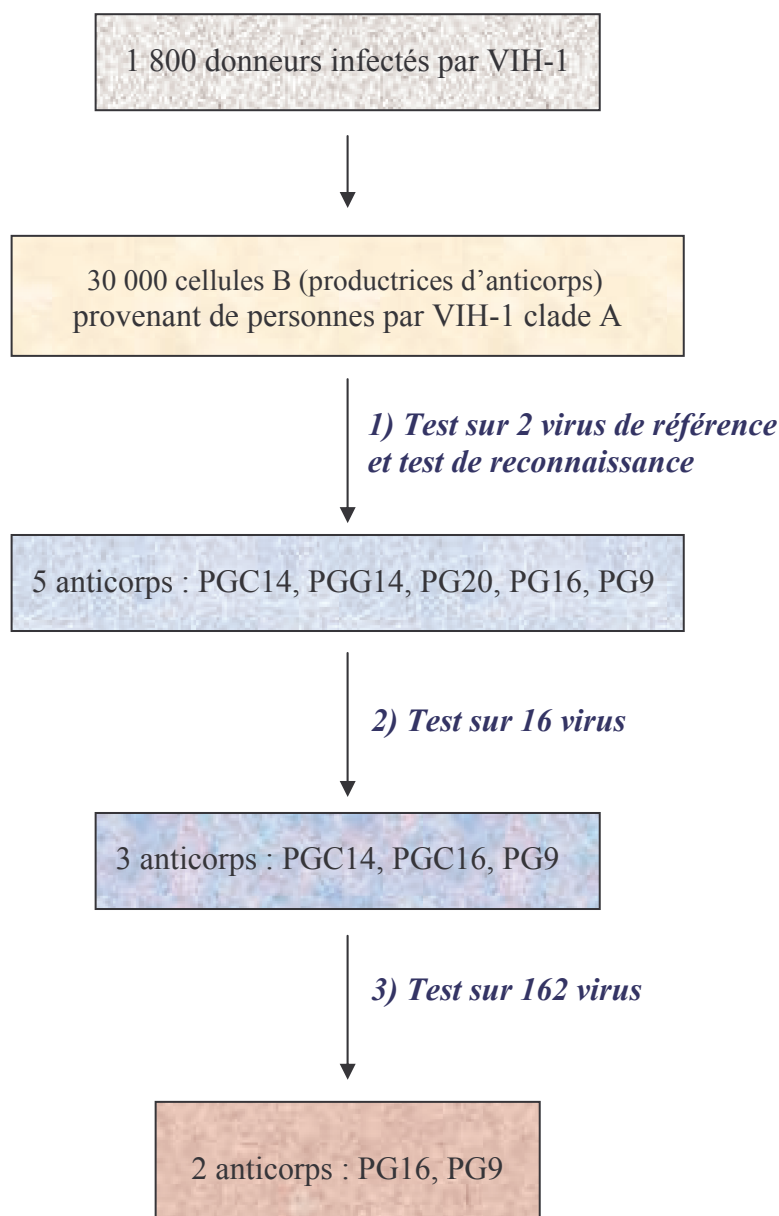 1 800 donneurs infectés par VIH-1
30 000 cellules B (productrices d'anticorps)
provenant de personnes par VIH-1 clade A
1) Test sur 2 virus de référence
et test de reconnaissance
5 anticorps : PGC14, PGG14, PG20, PG16, PG9
2) Test sur 16 virus
3 anticorps : PGC14, PGC16, PG9
3) Test sur 162 virus
2 anticorps : PG16, PG9